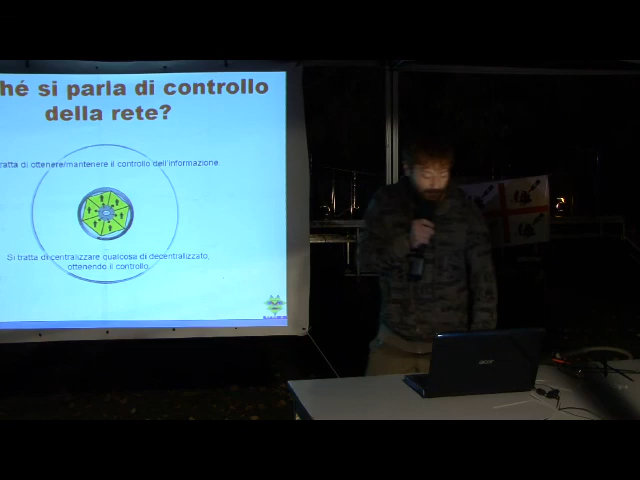 hé si parla di controllo
della rete?
ratta di ottenere/mantenere il controllo dell'informazione.
Si tratta di centralizzare qualcosa di decentralizzato,
ottenendo il controllo.
acer